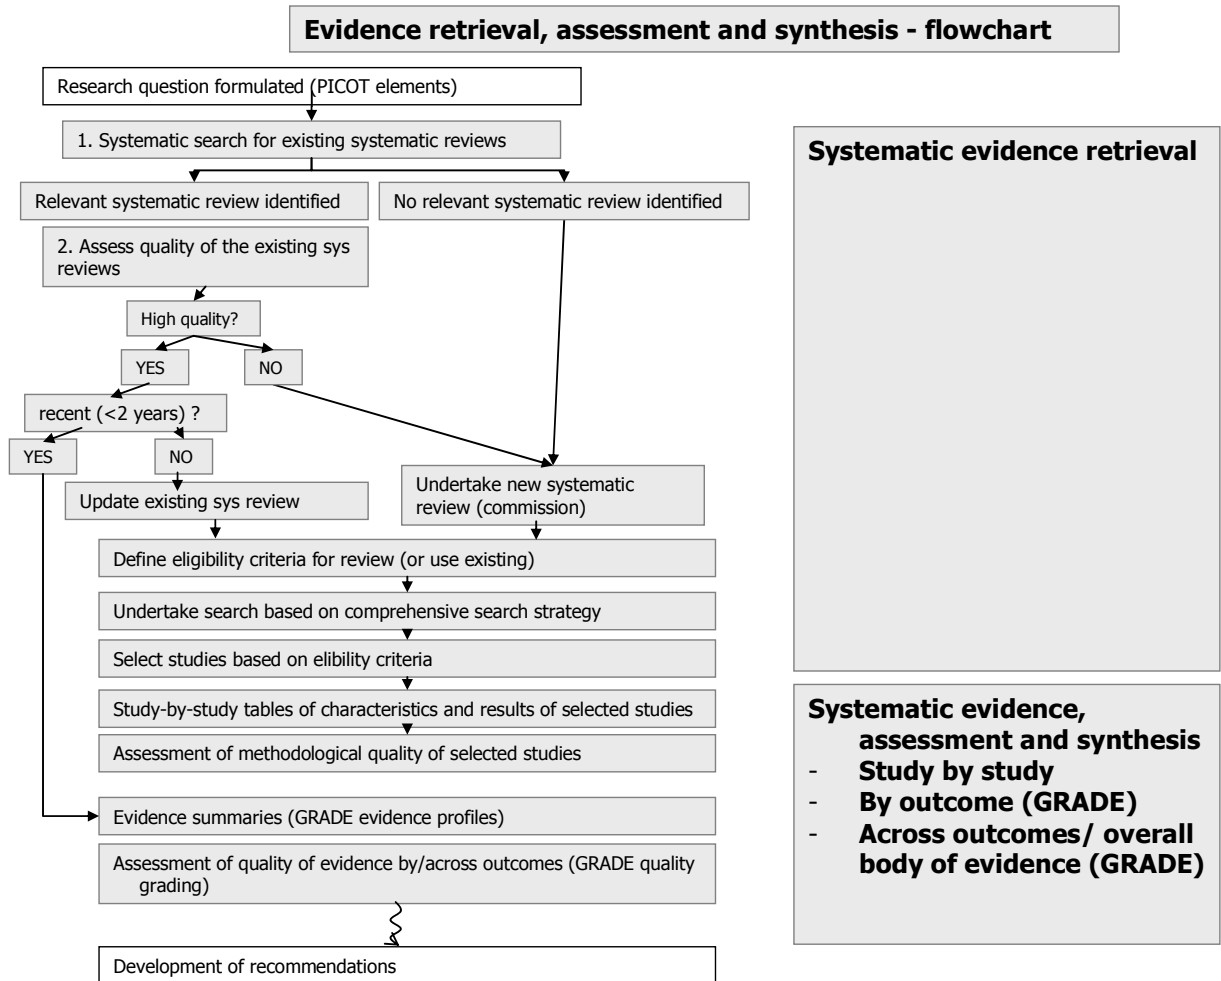 Evidence retrieval, assessment and synthesis - flowchart
Research question formulated (PICOT elements)
1. Systematic search for existing systematic reviews
Relevant systematic review identified
No relevant systematic review identified
2. Assess quality of the existing sys
reviews
High quality?
YES
NO
recent (<2 years) ?
YES
NO
Update existing sys review
Undertake new systematic
review (commission)
Define eligibility criteria for review (or use existing)
Undertake search based on comprehensive search strategy
Select studies based on elibility criteria
Study-by-study tables of characteristics and results of selected studies
Assessment of methodological quality of selected studies
Evidence summaries (GRADE evidence profiles)
Assessment of quality of evidence by/across outcomes (GRADE quality
grading)
Development of recommendations
Systematic evidence retrieval
Systematic evidence,
assessment and synthesis
- Study by study
- By outcome (GRADE)
- Across outcomes/ overall
body of evidence (GRADE)